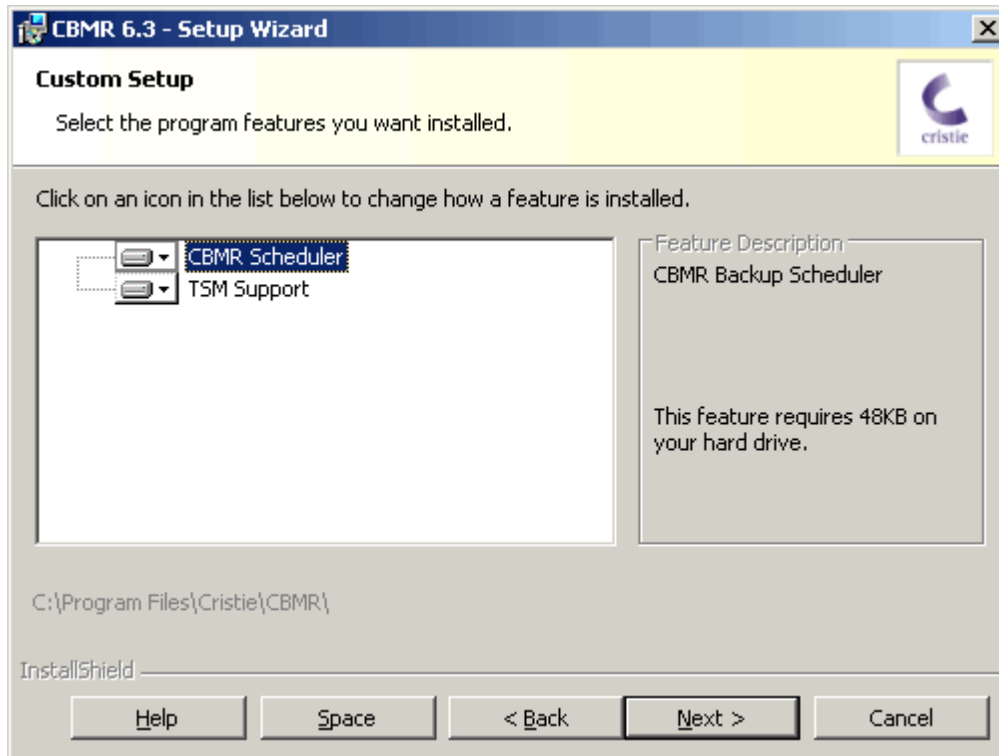 CBMR 6.3 - Setup Wizard
Custom Setup
Select the program features you want installed.
cristie
Click on an icon in the list below to change how a feature is installed.
CBMR Scheduler
TSM Support
Feature Description
CBMR Backup Scheduler
This feature requires 48KB on
your hard drive.
C:\Program Files\Cristie\CBMR\
InstallShield
Help
Space
< Back
Next >
Cancel